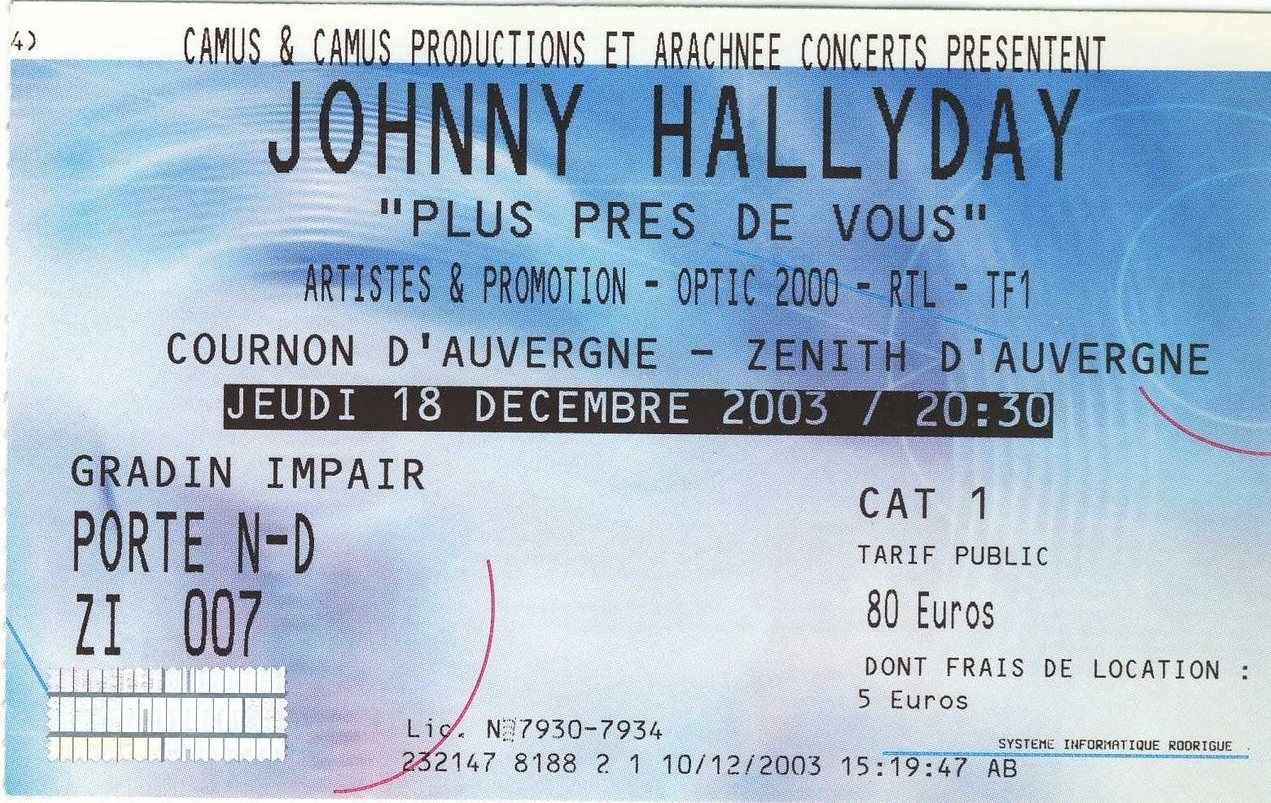 4)
CAMUS & CAMUS PRODUCTIONS ET ARACHNEE CONCERTS PRESENTENT
JOHNNY HALLYDAY
"PLUS PRES DE VOUS"
ARTISTES & PROMOTION - OPTIC 2000 - RTL - TF1
COURNON D'AUVERGNE - ZENITH D'AUVERGNE
JEUDI 18 DECEMBRE 2003 / 20:30
GRADIN IMPAIR
PORTE N-D
ZI 007
CAT 1
TARIF PUBLIC
80 Euros
DONT FRAIS DE LOCATION :
5 Euros
Lic. N 7930-7934
SYSTEME INFORMATIQUE RODRIGUE
232147 8188 2 1 10/12/2003 15:19:47 AB